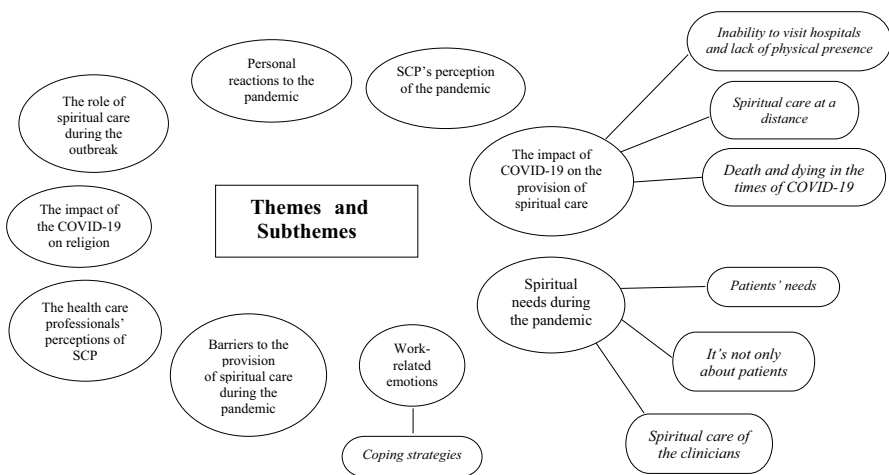 Themes and
Subthemes
Personal
reactions to the
pandemic
SCP's perception
of the pandemic
The impact of
COVID-19 on the
provision of
spiritual care
Inability to visit hospitals
and lack of physical presence
Spiritual care at a
distance
Death and dying in the
times of COVID-19
Spiritual
needs during
the pandemic
Patients' needs
It's not only
about patients
Spiritual care of
the clinicians
Work-
related
emotions
Coping strategies
Barriers to the
provision
of spiritual care
during the
pandemic
The health care
professionals'
perceptions of
SCP
The impact of
the COVID-19
on religion
The role of
spiritual care
during the
outbreak